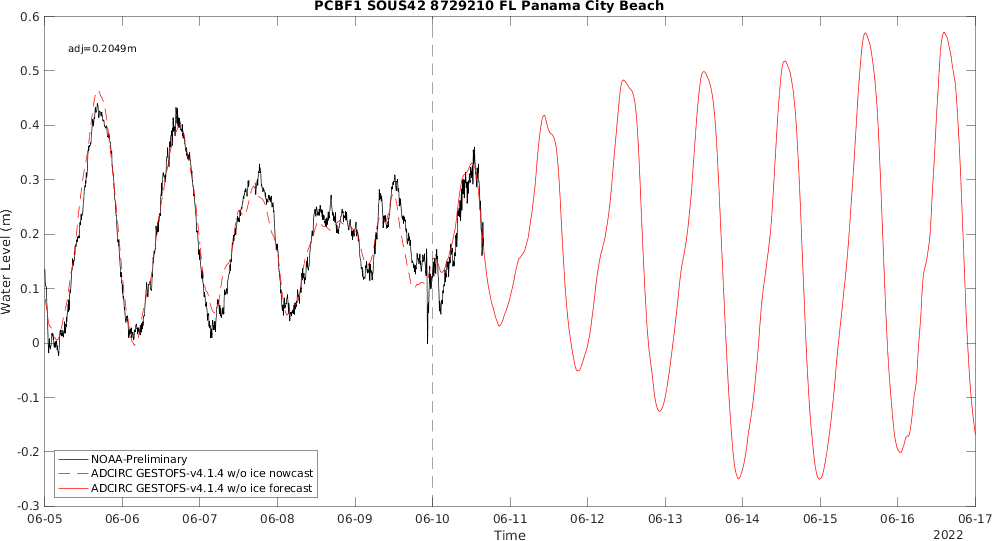 PCBF1 SOUS42 8729210 FL Panama City Beach
adj=0.2049m
0.6
0.5
0.4
0.3
0.2
0.1
0
-0.1
-0.2
-0.3
Water Level (m)
NOAA-Preliminary
ADCIRC GESTOFS-v4.1.4 w/o ice nowcast
ADCIRC GESTOFS-v4.1.4 w/o ice forecast
06-05 06-06 06-07 06-08 06-09 06-10 06-11 06-12 06-13 06-14 06-15 06-16 06-17
Time
2022